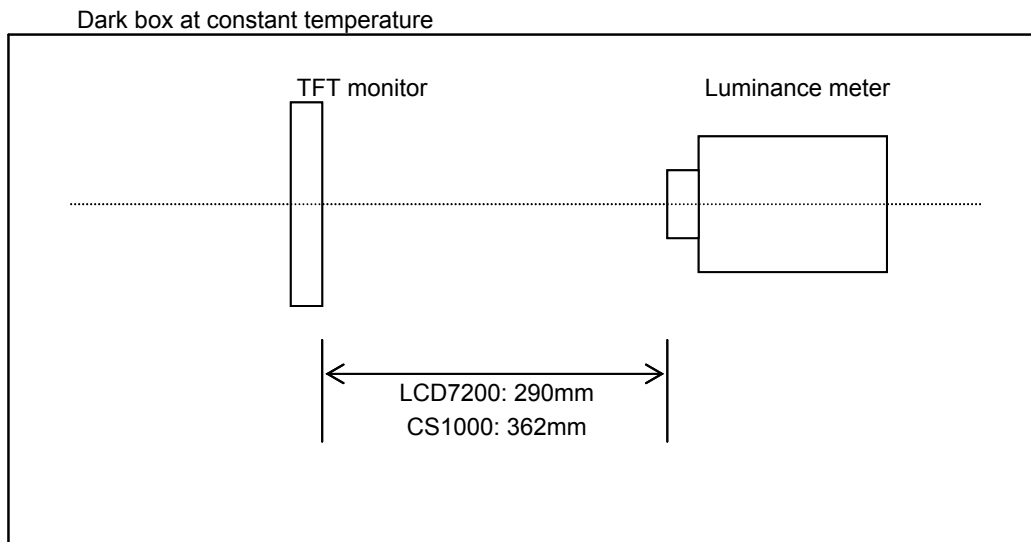 Dark box at constant temperature
TFT monitor
Luminance meter
LCD7200: 290mm
CS1000: 362mm